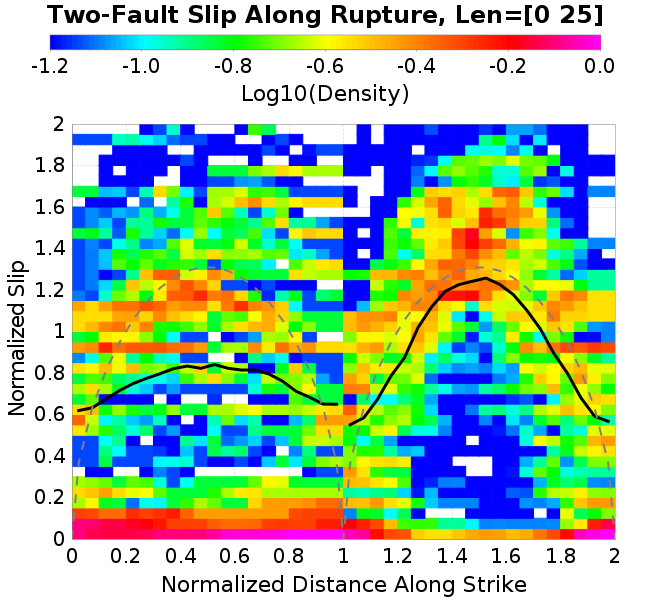 Two-Fault Slip Along Rupture, Len=[0 25]
-1.2 -1.0 -0.8 -0.6 -0.4 -0.2 0.0
Log10(Density)
2
1.8
1.6
1.4
1.2
1
0.8
0.6
0.4
0.2
0
Normalized Slip
0 0.2 0.4 0.6 0.8 1 1.2 1.4 1.6 1.8 2
Normalized Distance Along Strike